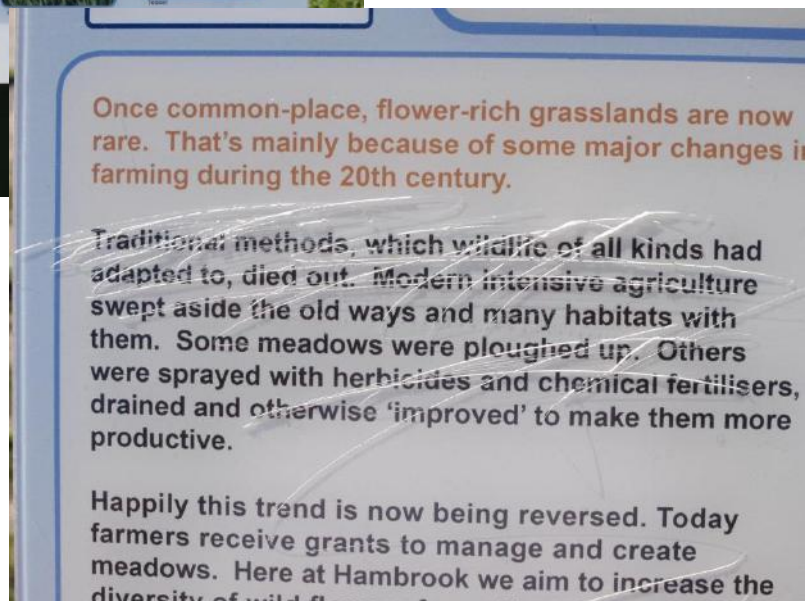 Once common-place, flower-rich grasslands are now
rare. That's mainly because of some major changes in
farming during the 20th century.
Traditional methods, which wildlife of all kinds had
adapted to, died out. Modern intensive agriculture
swept aside the old ways and many habitats with
them. Some meadows were ploughed up. Others
were sprayed with herbicides and chemical fertilisers,
drained and otherwise ‘improved’ to make them more
productive.
Happily this trend is now being reversed. Today
farmers receive grants to manage and create
meadows. Here at Hambrook we aim to increase the
diversity of wild